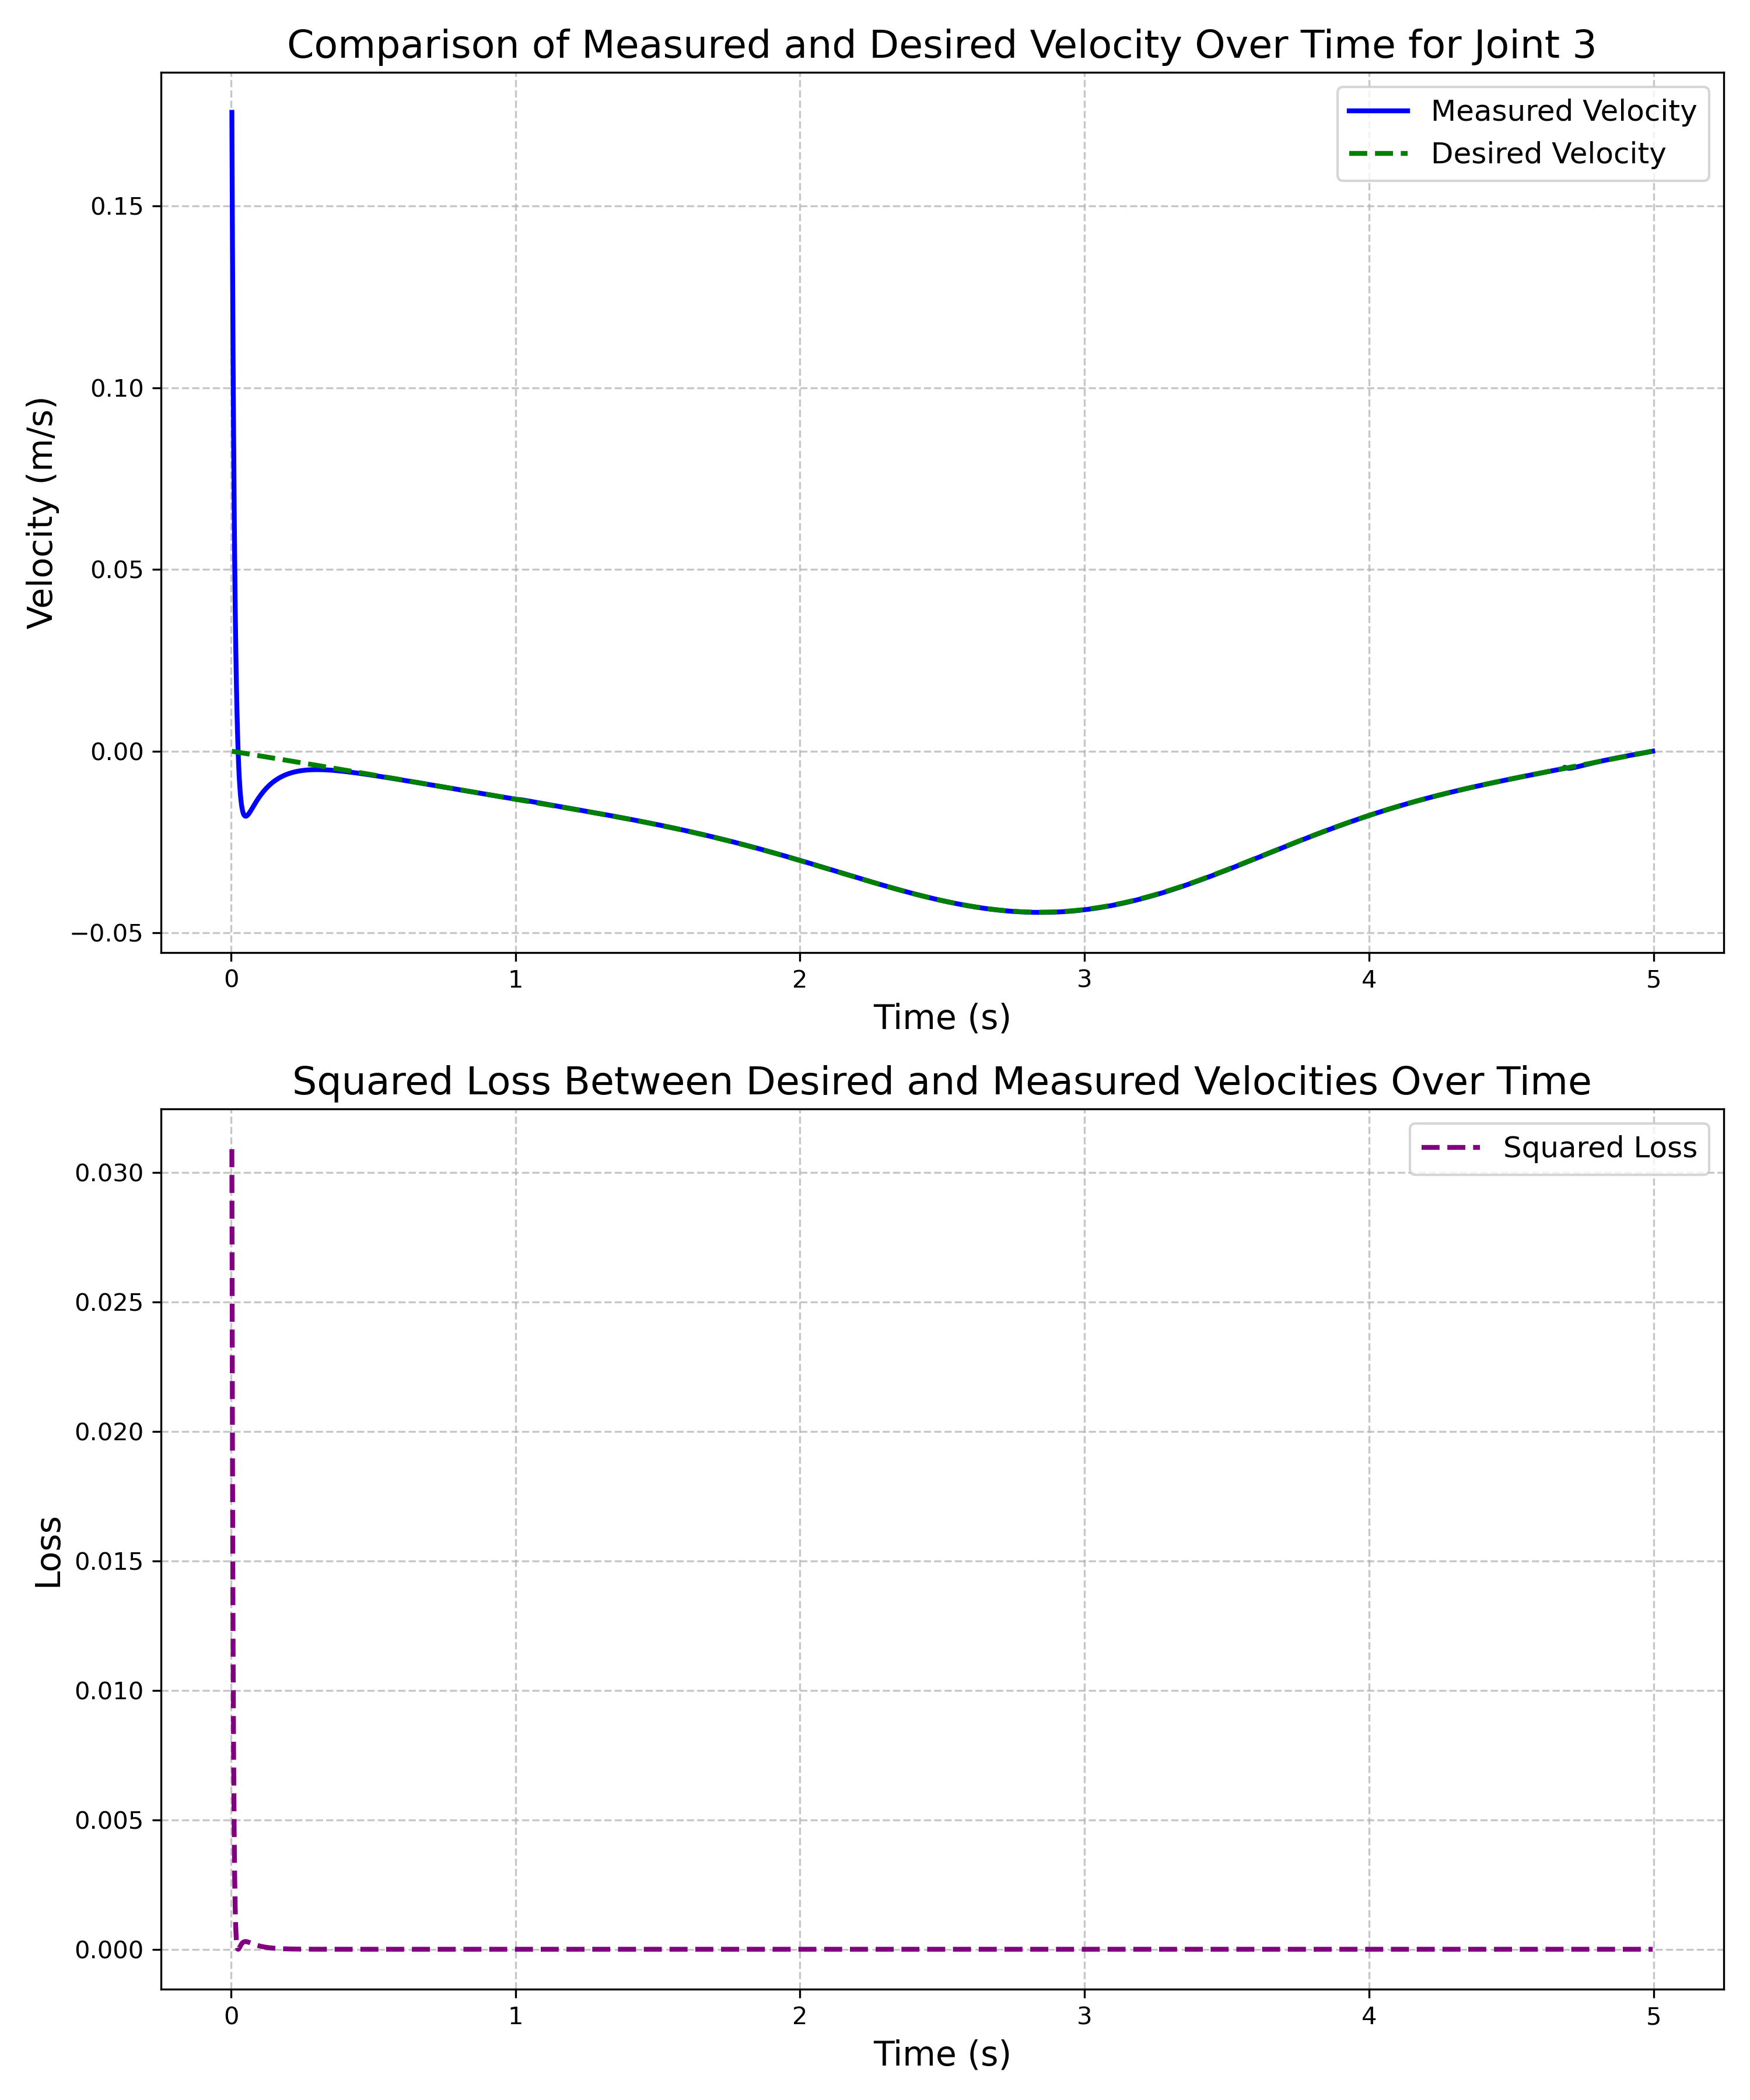 Comparison of Measured and Desired Velocity Over Time for Joint 3
Measured Velocity
Desired Velocity
Velocity (m/s)
0.15
0.10
0.05
0.00
−0.05
0 1 2 3 4 5
Time (s)
Squared Loss Between Desired and Measured Velocities Over Time
Squared Loss
Loss
0.030
0.025
0.020
0.015
0.010
0.005
0.000
0 1 2 3 4 5
Time (s)